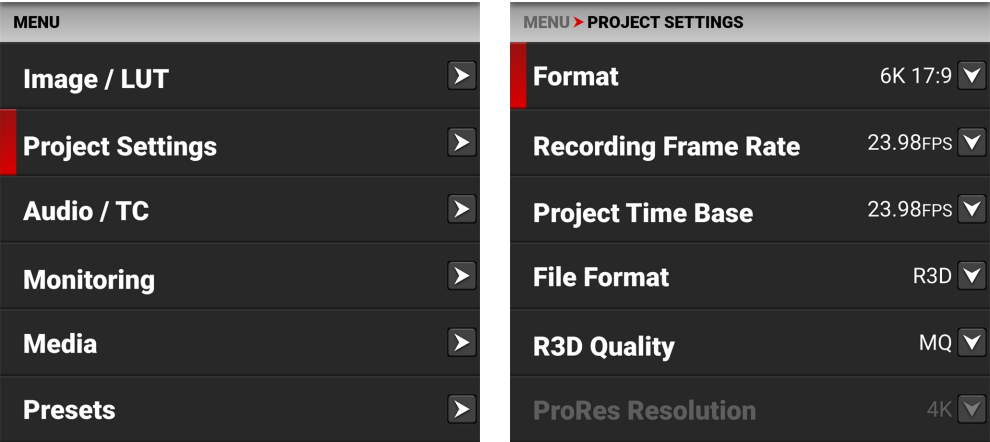 MENU
Image / LUT
Project Settings
Audio / TC
Monitoring
Media
Presets
MENU PROJECT SETTINGS
Format 6K 17:9
Recording Frame Rate 23.98FPS
Project Time Base 23.98FPS
File Format R3D
R3D Quality MQ
ProRes Resolution 4K